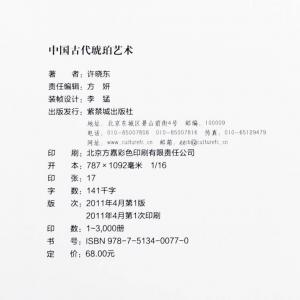 中国古代琥珀艺术
著 者：许晓东
责任编辑：方 妍
装帧设计：李 猛
出版发行：紫禁城出版社
地址：北京东城区景山前街4号 邮编：100009
电话：010-65007808 010-65007816 传真：010-65129479
网址：www.culturefc.cn 邮箱：
印 刷：北京方嘉彩色印刷有限责任公司
开 本：787×1092毫米 1/16
印 张：17
字 数：141千字
版 次：2011年4月第1版
2011年4月第1次印刷
印 数：1~3,000册
书 号：ISBN 978-7-5134-0077-0
定 价：68.00元